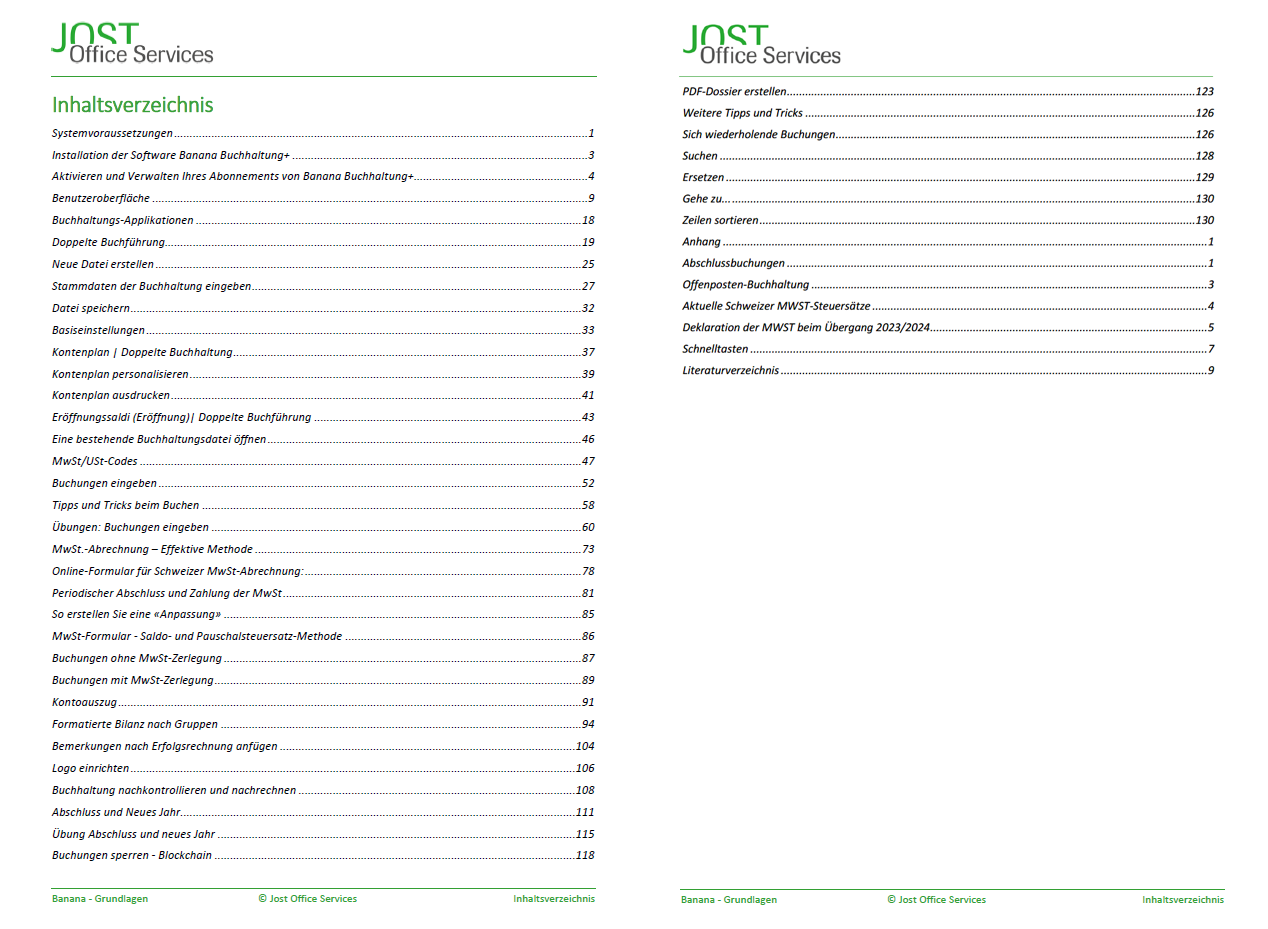 JOST
Office Services
Inhaltsverzeichnis
Systemvoraussetzungen ... 1
Installation der Software Banana Buchhaltung+ ... 3
Aktivieren und Verwalten Ihres Abonnements von Banana Buchhaltung+ ... 4
Benutzeroberfläche ... 9
Buchhaltungs-Applikationen ... 18
Doppelte Buchführung ... 19
Neue Datei erstellen ... 25
Stammdaten der Buchhaltung eingeben ... 27
Datei speichern ... 32
Basiseinstellungen ... 33
Kontenplan | Doppelte Buchhaltung ... 37
Kontenplan personalisieren ... 39
Kontenplan ausdrucken ... 41
Eröffnungssaldi (Eröffnung)| Doppelte Buchführung ... 43
Eine bestehende Buchhaltungsdatei öffnen ... 46
MwSt/USt-Codes ... 47
Buchungen eingeben ... 52
Tipps und Tricks beim Buchen ... 58
Übungen: Buchungen eingeben ... 60
MwSt.-Abrechnung – Effektive Methode ... 73
Online-Formular für Schweizer MwSt-Abrechnung: ... 78
Periodischer Abschluss und Zahlung der MwSt ... 81
So erstellen Sie eine «Anpassung» ... 85
MwSt-Formular - Saldo- und Pauschalsteuersatz-Methode ... 86
Buchungen ohne MwSt-Zerlegung ... 87
Buchungen mit MwSt-Zerlegung ... 89
Kontoauszug ... 91
Formatierte Bilanz nach Gruppen ... 94
Bemerkungen nach Erfolgsrechnung anfügen ... 104
Logo einrichten ... 106
Buchhaltung nachkontrollieren und nachrechnen ... 108
Abschluss und Neues Jahr ... 111
Übung Abschluss und neues Jahr ... 115
Buchungen sperren - Blockchain ... 118
Banana - Grundlagen © Jost Office Services Inhaltsverzeichnis
JOST
Office Services
PDF-Dossier erstellen ... 123
Weitere Tipps und Tricks ... 126
Sich wiederholende Buchungen ... 126
Suchen ... 128
Ersetzen ... 129
Gehe zu... ... 130
Zeilen sortieren ... 130
Anhang ... 1
Abschlussbuchungen ... 1
Offenposten-Buchhaltung ... 3
Aktuelle Schweizer MWST-Steuersätze ... 4
Deklaration der MWST beim Übergang 2023/2024 ... 5
Schnelltasten ... 7
Literaturverzeichnis ... 9
Banana - Grundlagen © Jost Office Services Inhaltsverzeichnis